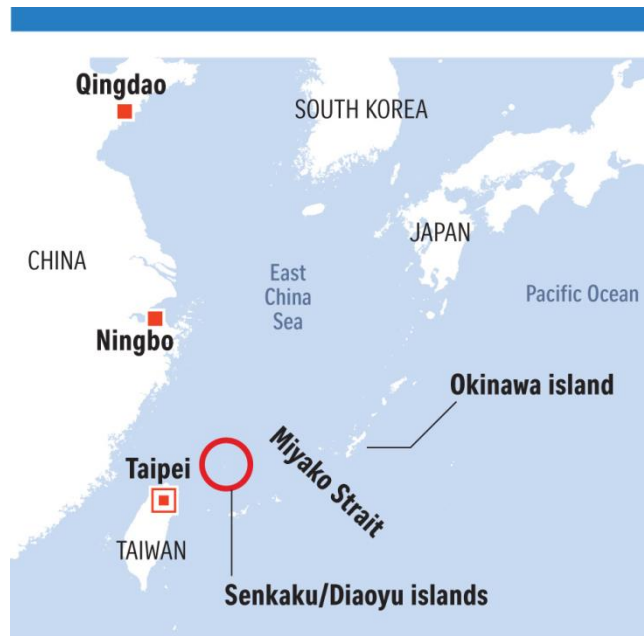 Qingdao
SOUTH KOREA
JAPAN
CHINA
East
China
Sea
Pacific Ocean
Ningbo
Okinawa island
Miyako Strait
Taipei
TAIWAN
Senkaku/Diaoyu islands